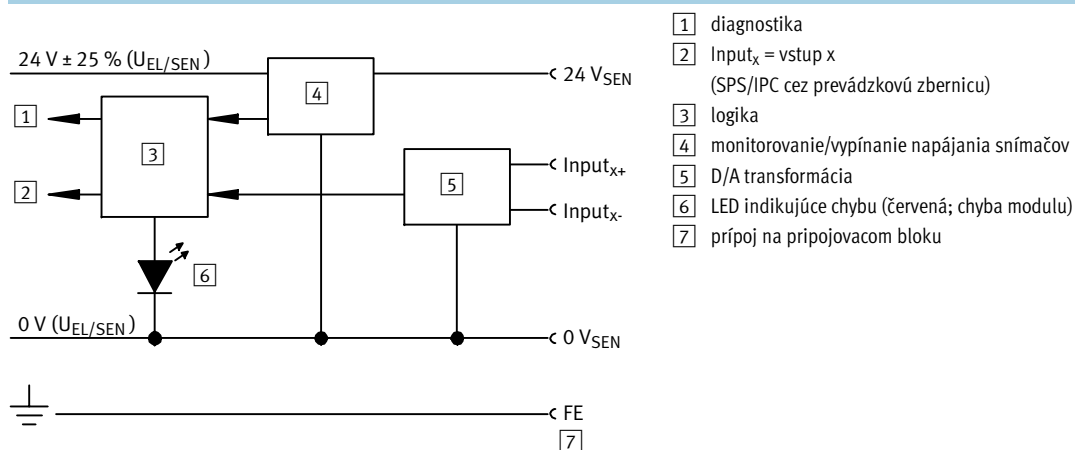 24 V ± 25 % (UEL/SEN)
24 VSEN
4
1
3
Inputx+
5
2
Inputx-
6
0 V (UEL/SEN)
0 VSEN
FE
7
1 diagnostika
2 Inputx = vstup x
(SPS/IPC cez prevádzkovú zbernicu)
3 logika
4 monitorovanie/vypínanie napájania snímačov
5 D/A transformácia
6 LED indikujúce chybu (červená; chyba modulu)
7 prípoj na pripojovacom bloku